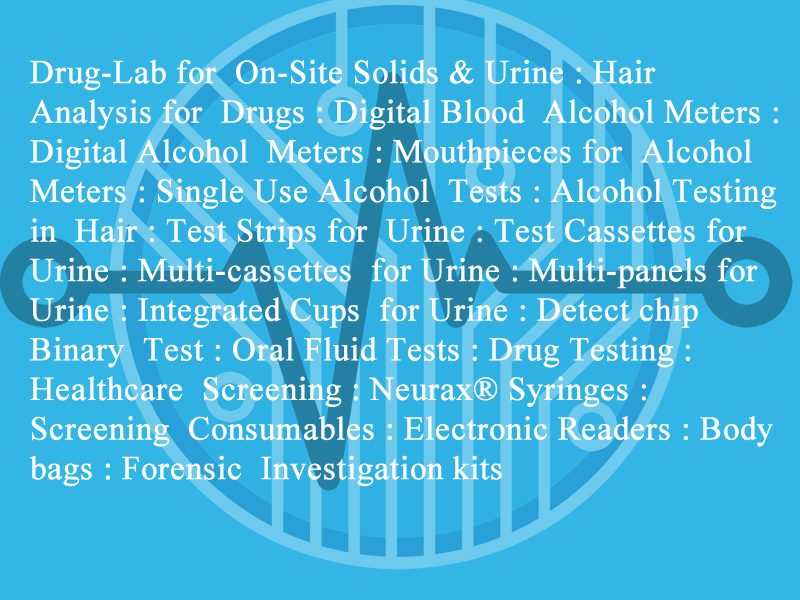 Drug-Lab for On-Site Solids & Urine : Hair
Analysis for Drugs : Digital Blood Alcohol Meters :
Digital Alcohol Meters : Mouthpieces for Alcohol
Meters : Single Use Alcohol Tests : Alcohol Testing
in Hair : Test Strips for Urine : Test Cassettes for
Urine : Multi-cassettes for Urine : Multi-panels for
Urine : Integrated Cups for Urine : Detect chip
Binary Test : Oral Fluid Tests : Drug Testing :
Healthcare Screening : Neurax® Syringes :
Screening Consumables : Electronic Readers : Body
bags : Forensic Investigation kits